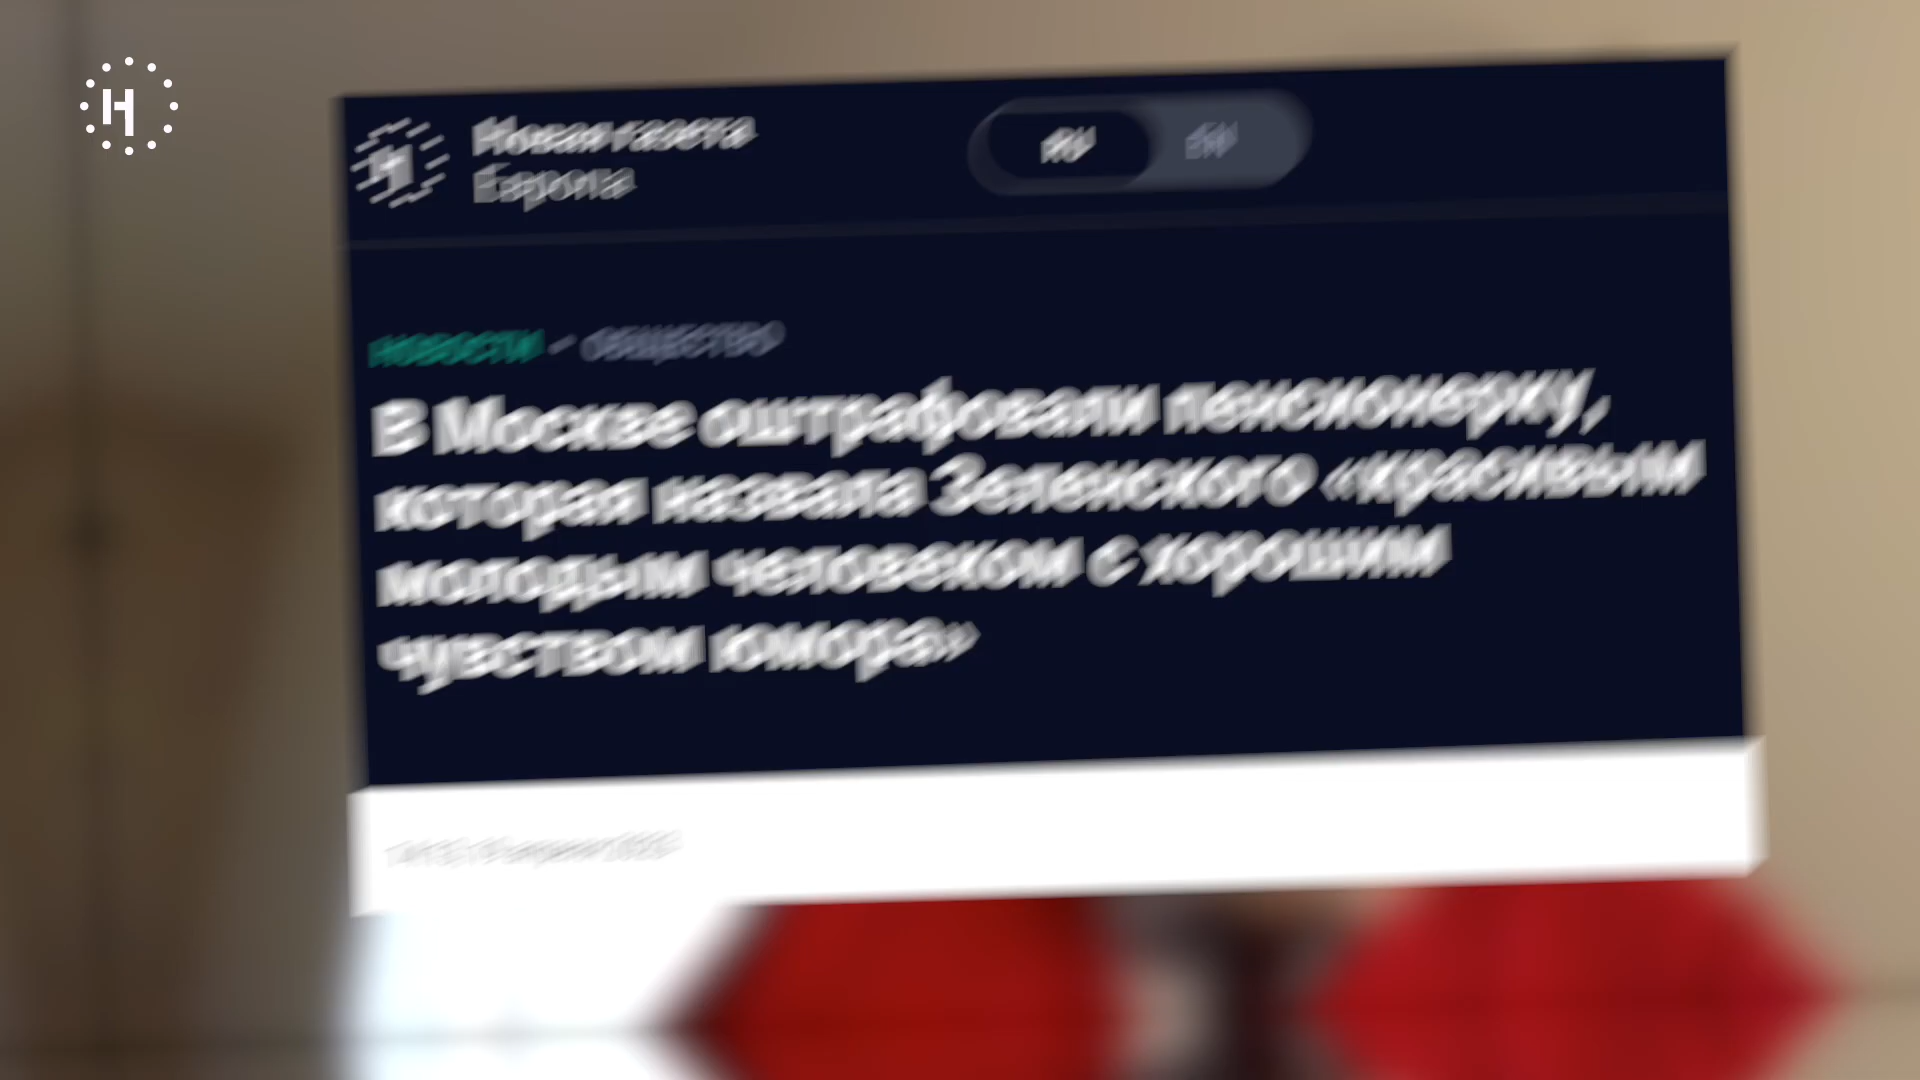 Новая газета
Европа
RU EN
НОВОСТИ · ОБЩЕСТВО
В Москве оштрафовали пенсионерку,
которая назвала Зеленского «красивым
молодым человеком с хорошим
чувством юмора»